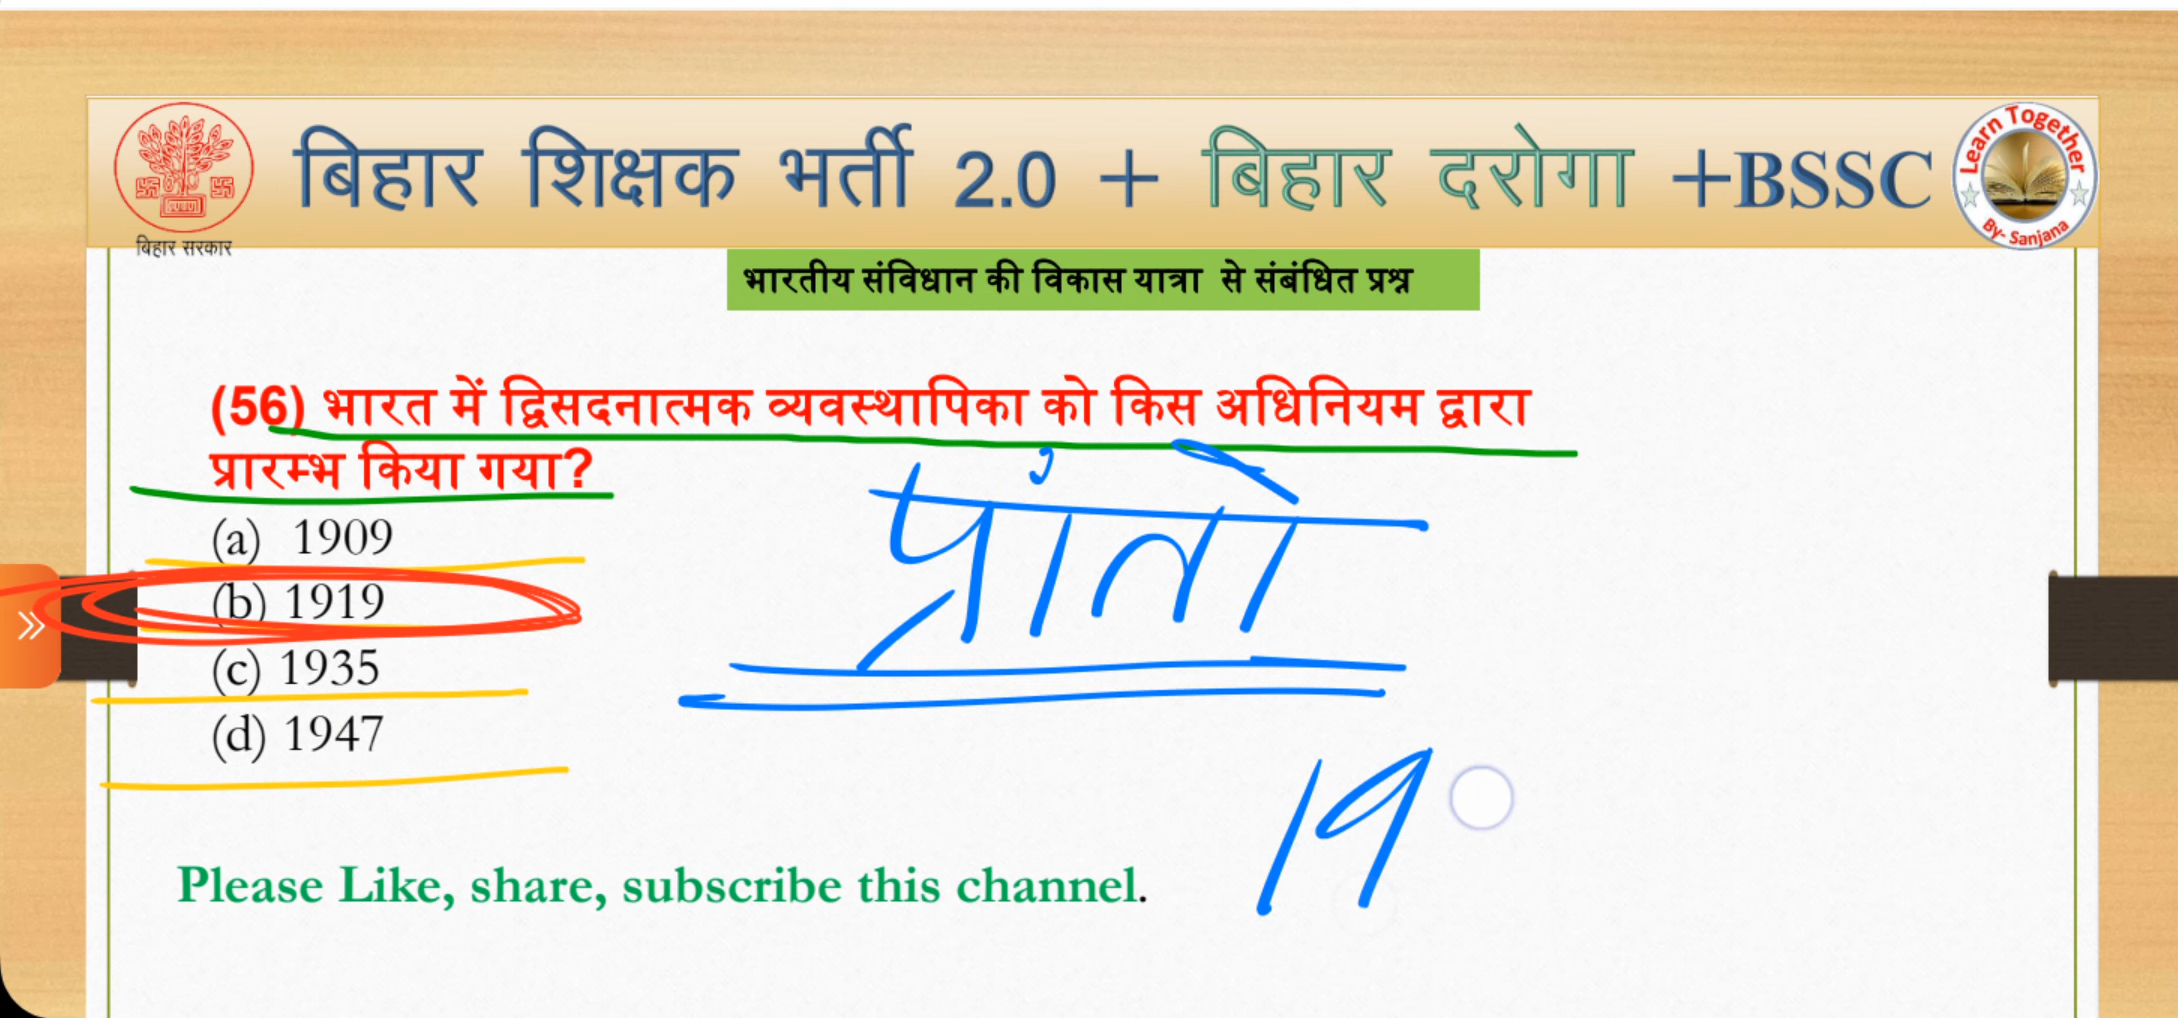 बिहार शिक्षक भर्ती 2.0 + बिहार दरोगा +BSSC
बिहार सरकार
Learn Together
By- Sanjana
भारतीय संविधान की विकास यात्रा से संबंधित प्रश्न
(56) भारत में द्विसदनात्मक व्यवस्थापिका को किस अधिनियम द्वारा
प्रारम्भ किया गया?
(a) 1909
(b) 1919
(c) 1935
(d) 1947
प्रांतो
19
Please Like, share, subscribe this channel.